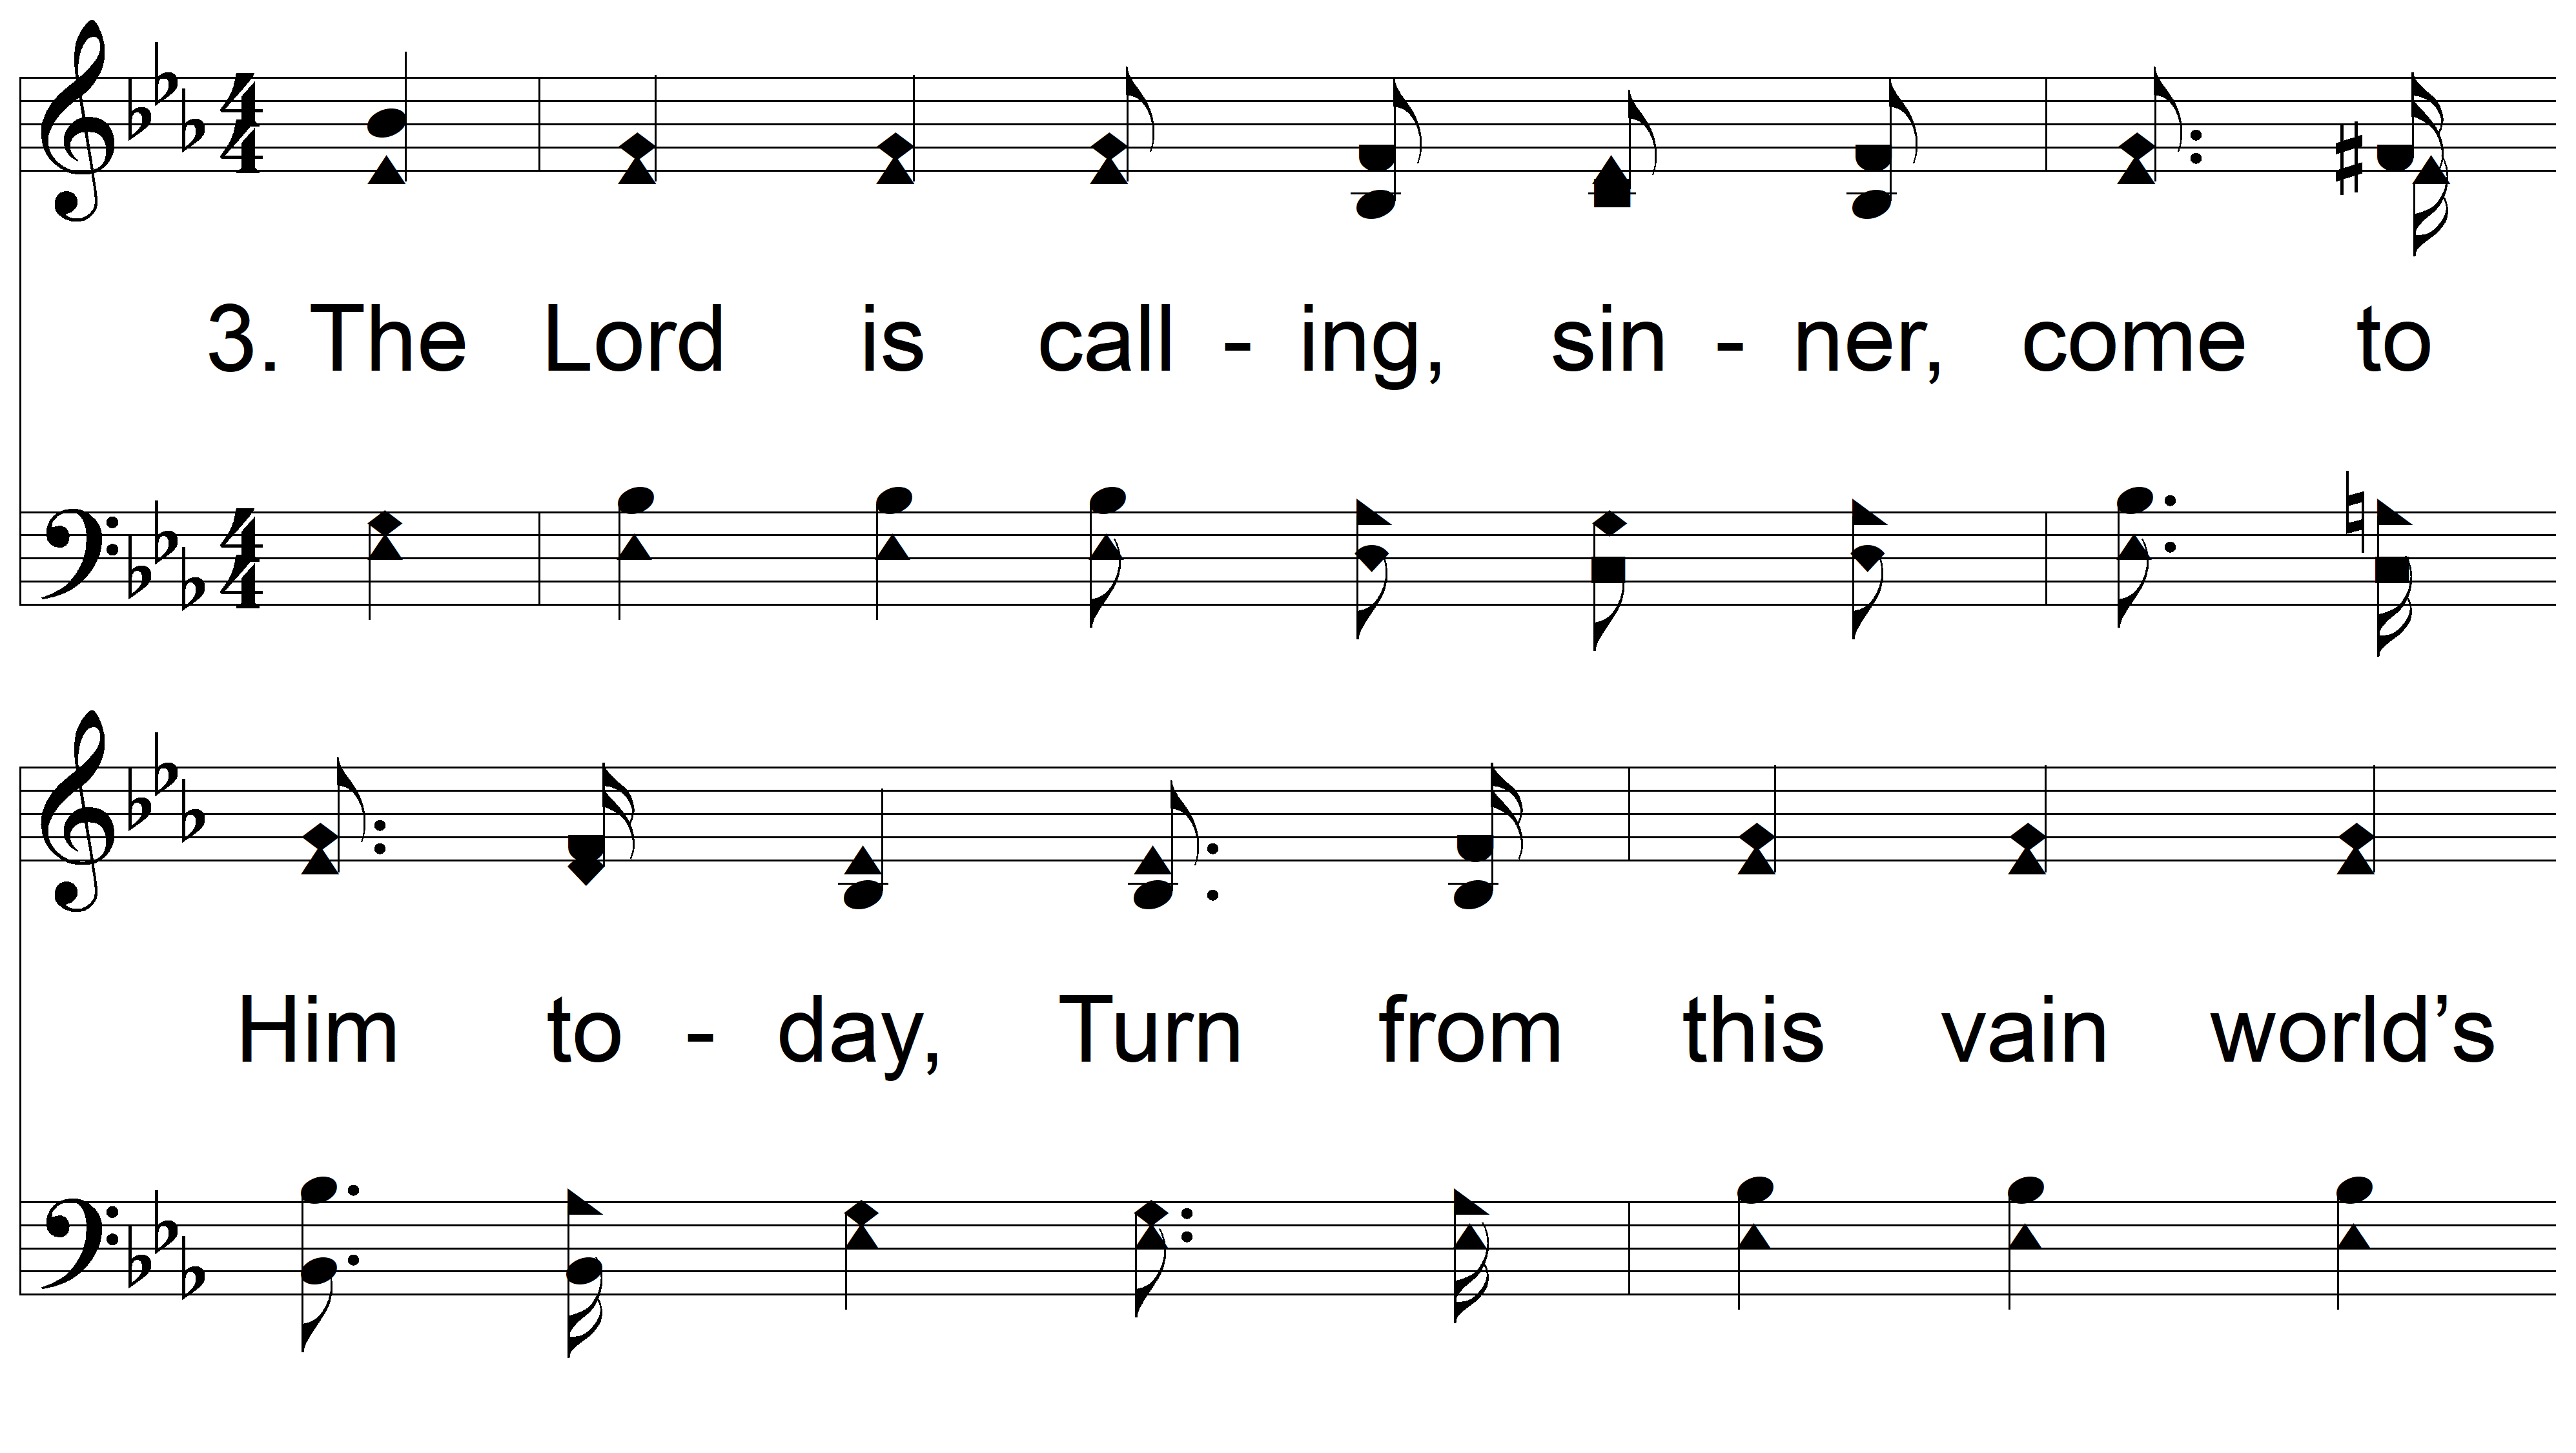 3. The Lord is call - ing, sin - ner, come to
Him to - day, Turn from this vain world’s